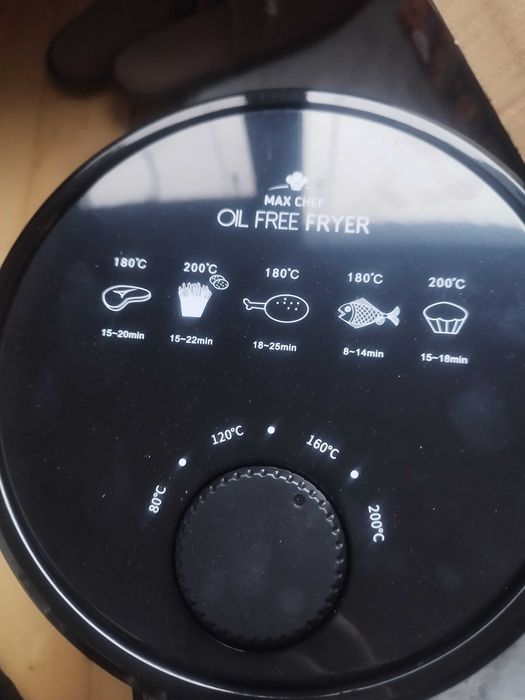 MAX CHEF
OIL FREE FRYER
180℃ 200℃ 180℃ 180℃ 200℃
15~20min 15~22min 18~25min 8~14min 15~18min
80℃ 120℃ 160℃ 200℃